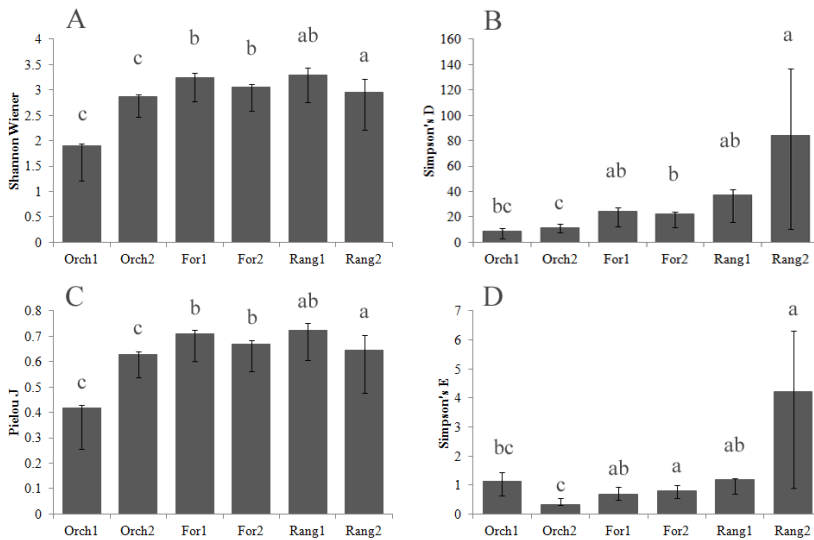 A
Shannon Wiener
4
3.5
3
2.5
2
1.5
1
0.5
0
c
c
b
b
ab
a
Orch1 Orch2 For1 For2 Rang1 Rang2
B
Simpson's D
160
140
120
100
80
60
40
20
0
bc
c
ab
b
ab
a
Orch1 Orch2 For1 For2 Rang1 Rang2
C
Pielou J
0.8
0.7
0.6
0.5
0.4
0.3
0.2
0.1
0
c
c
b
b
ab
a
Orch1 Orch2 For1 For2 Rang1 Rang2
D
Simpson's E
7
6
5
4
3
2
1
0
bc
c
ab
a
ab
a
Orch1 Orch2 For1 For2 Rang1 Rang2